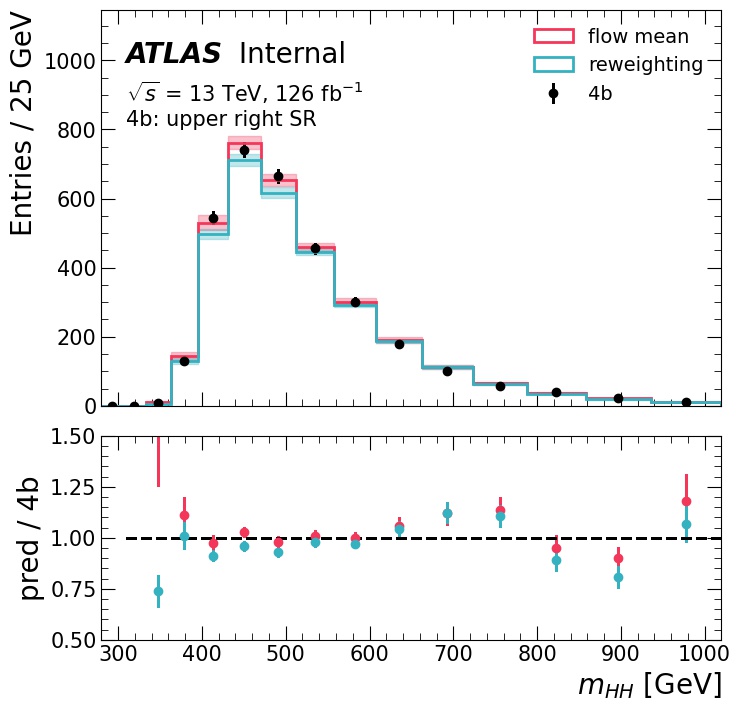 Entries / 25 GeV
1000
800
600
400
200
0
ATLAS Internal
√s = 13 TeV, 126 fb⁻¹
4b: upper right SR
flow mean
reweighting
4b
pred / 4b
1.50
1.25
1.00
0.75
0.50
300 400 500 600 700 800 900 1000
m_HH [GeV]